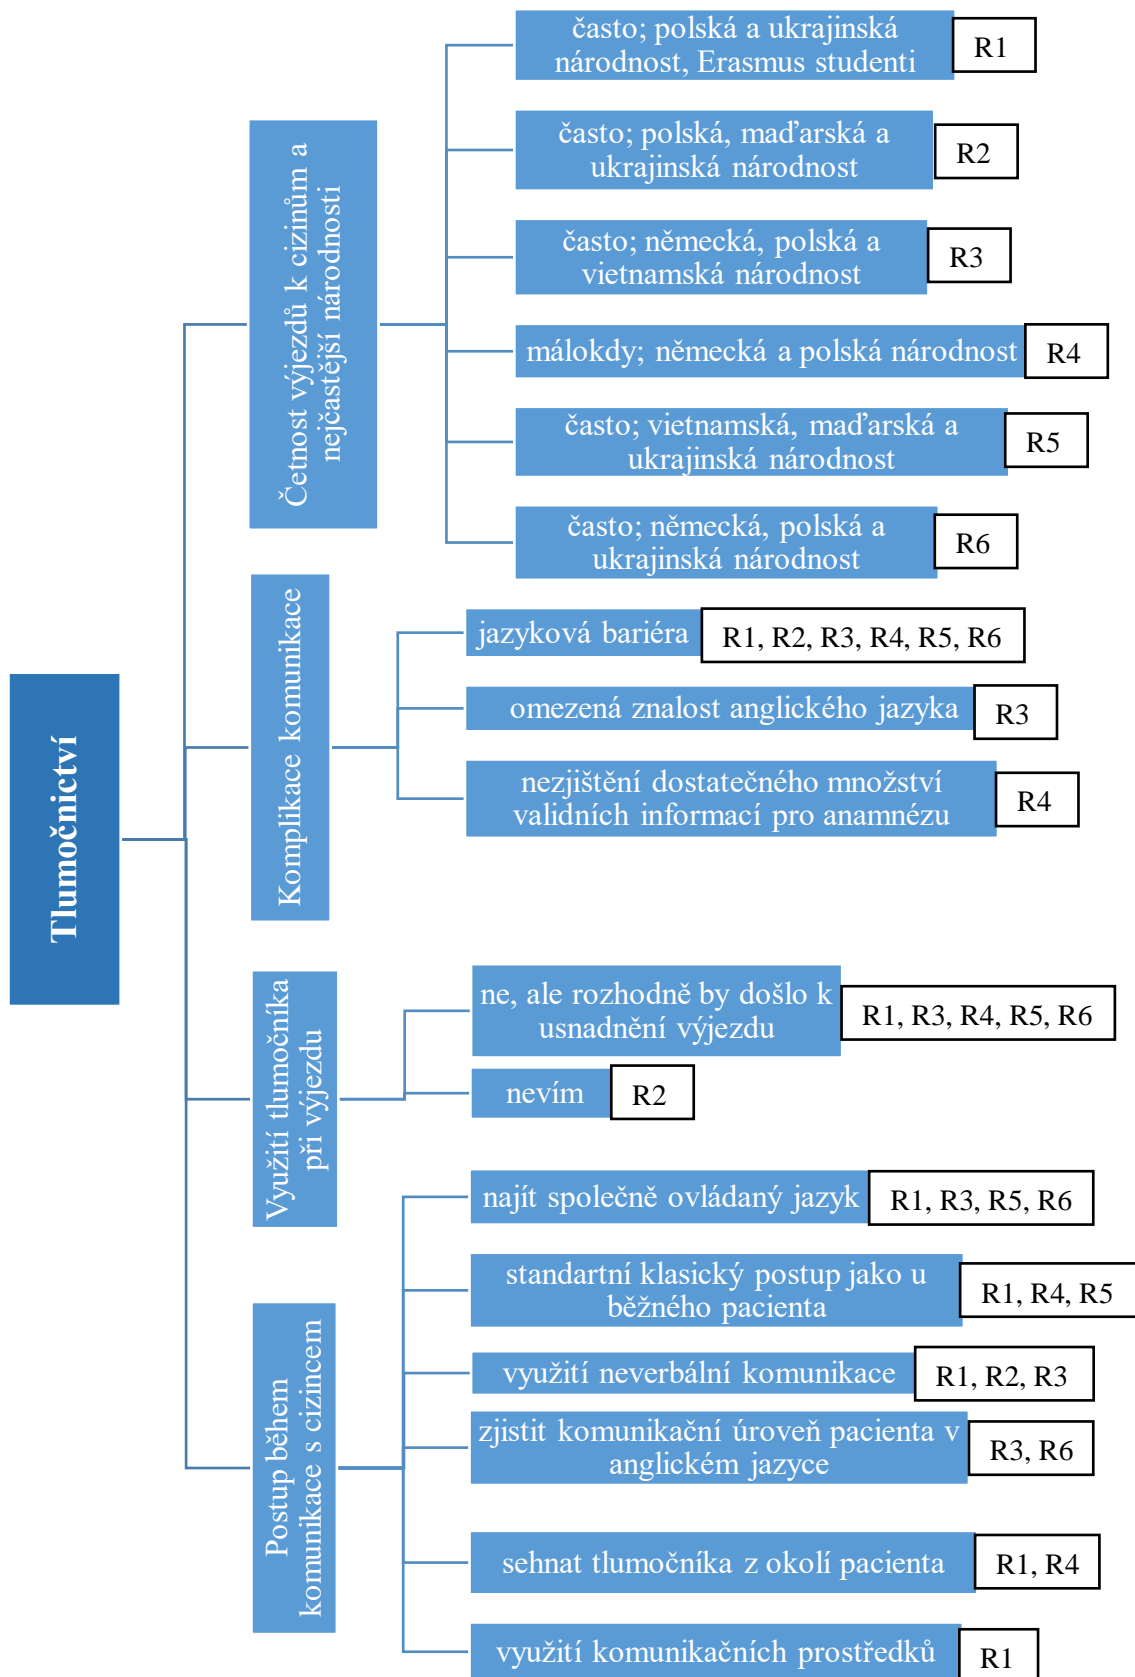 Tlumočnictví
Četnost výjezdů k cizinům a
nejčastější národnosti
často; polská a ukrajinská
národnost, Erasmus studenti
R1
často; polská, maďarská a
ukrajinská národnost
R2
často; německá, polská a
vietnamská národnost
R3
málokdy; německá a polská národnost
R4
často; vietnamská, maďarská a
ukrajinská národnost
R5
často; německá, polská a
ukrajinská národnost
R6
Komplikace komunikace
jazyková bariéra
R1, R2, R3, R4, R5, R6
omezená znalost anglického jazyka
R3
nezjištění dostatečného množství
validních informací pro anamnézu
R4
Využití tlumočníka
při výjezdu
ne, ale rozhodně by došlo k
usnadnění výjezdu
R1, R3, R4, R5, R6
nevím
R2
Postup během
komunikace s cizincem
najít společně ovládaný jazyk
R1, R3, R5, R6
standartní klasický postup jako u
běžného pacienta
R1, R4, R5
využití neverbální komunikace
R1, R2, R3
zjistit komunikační úroveň pacienta v
anglickém jazyce
R3, R6
sehnat tlumočníka z okolí pacienta
R1, R4
využití komunikačních prostředků
R1